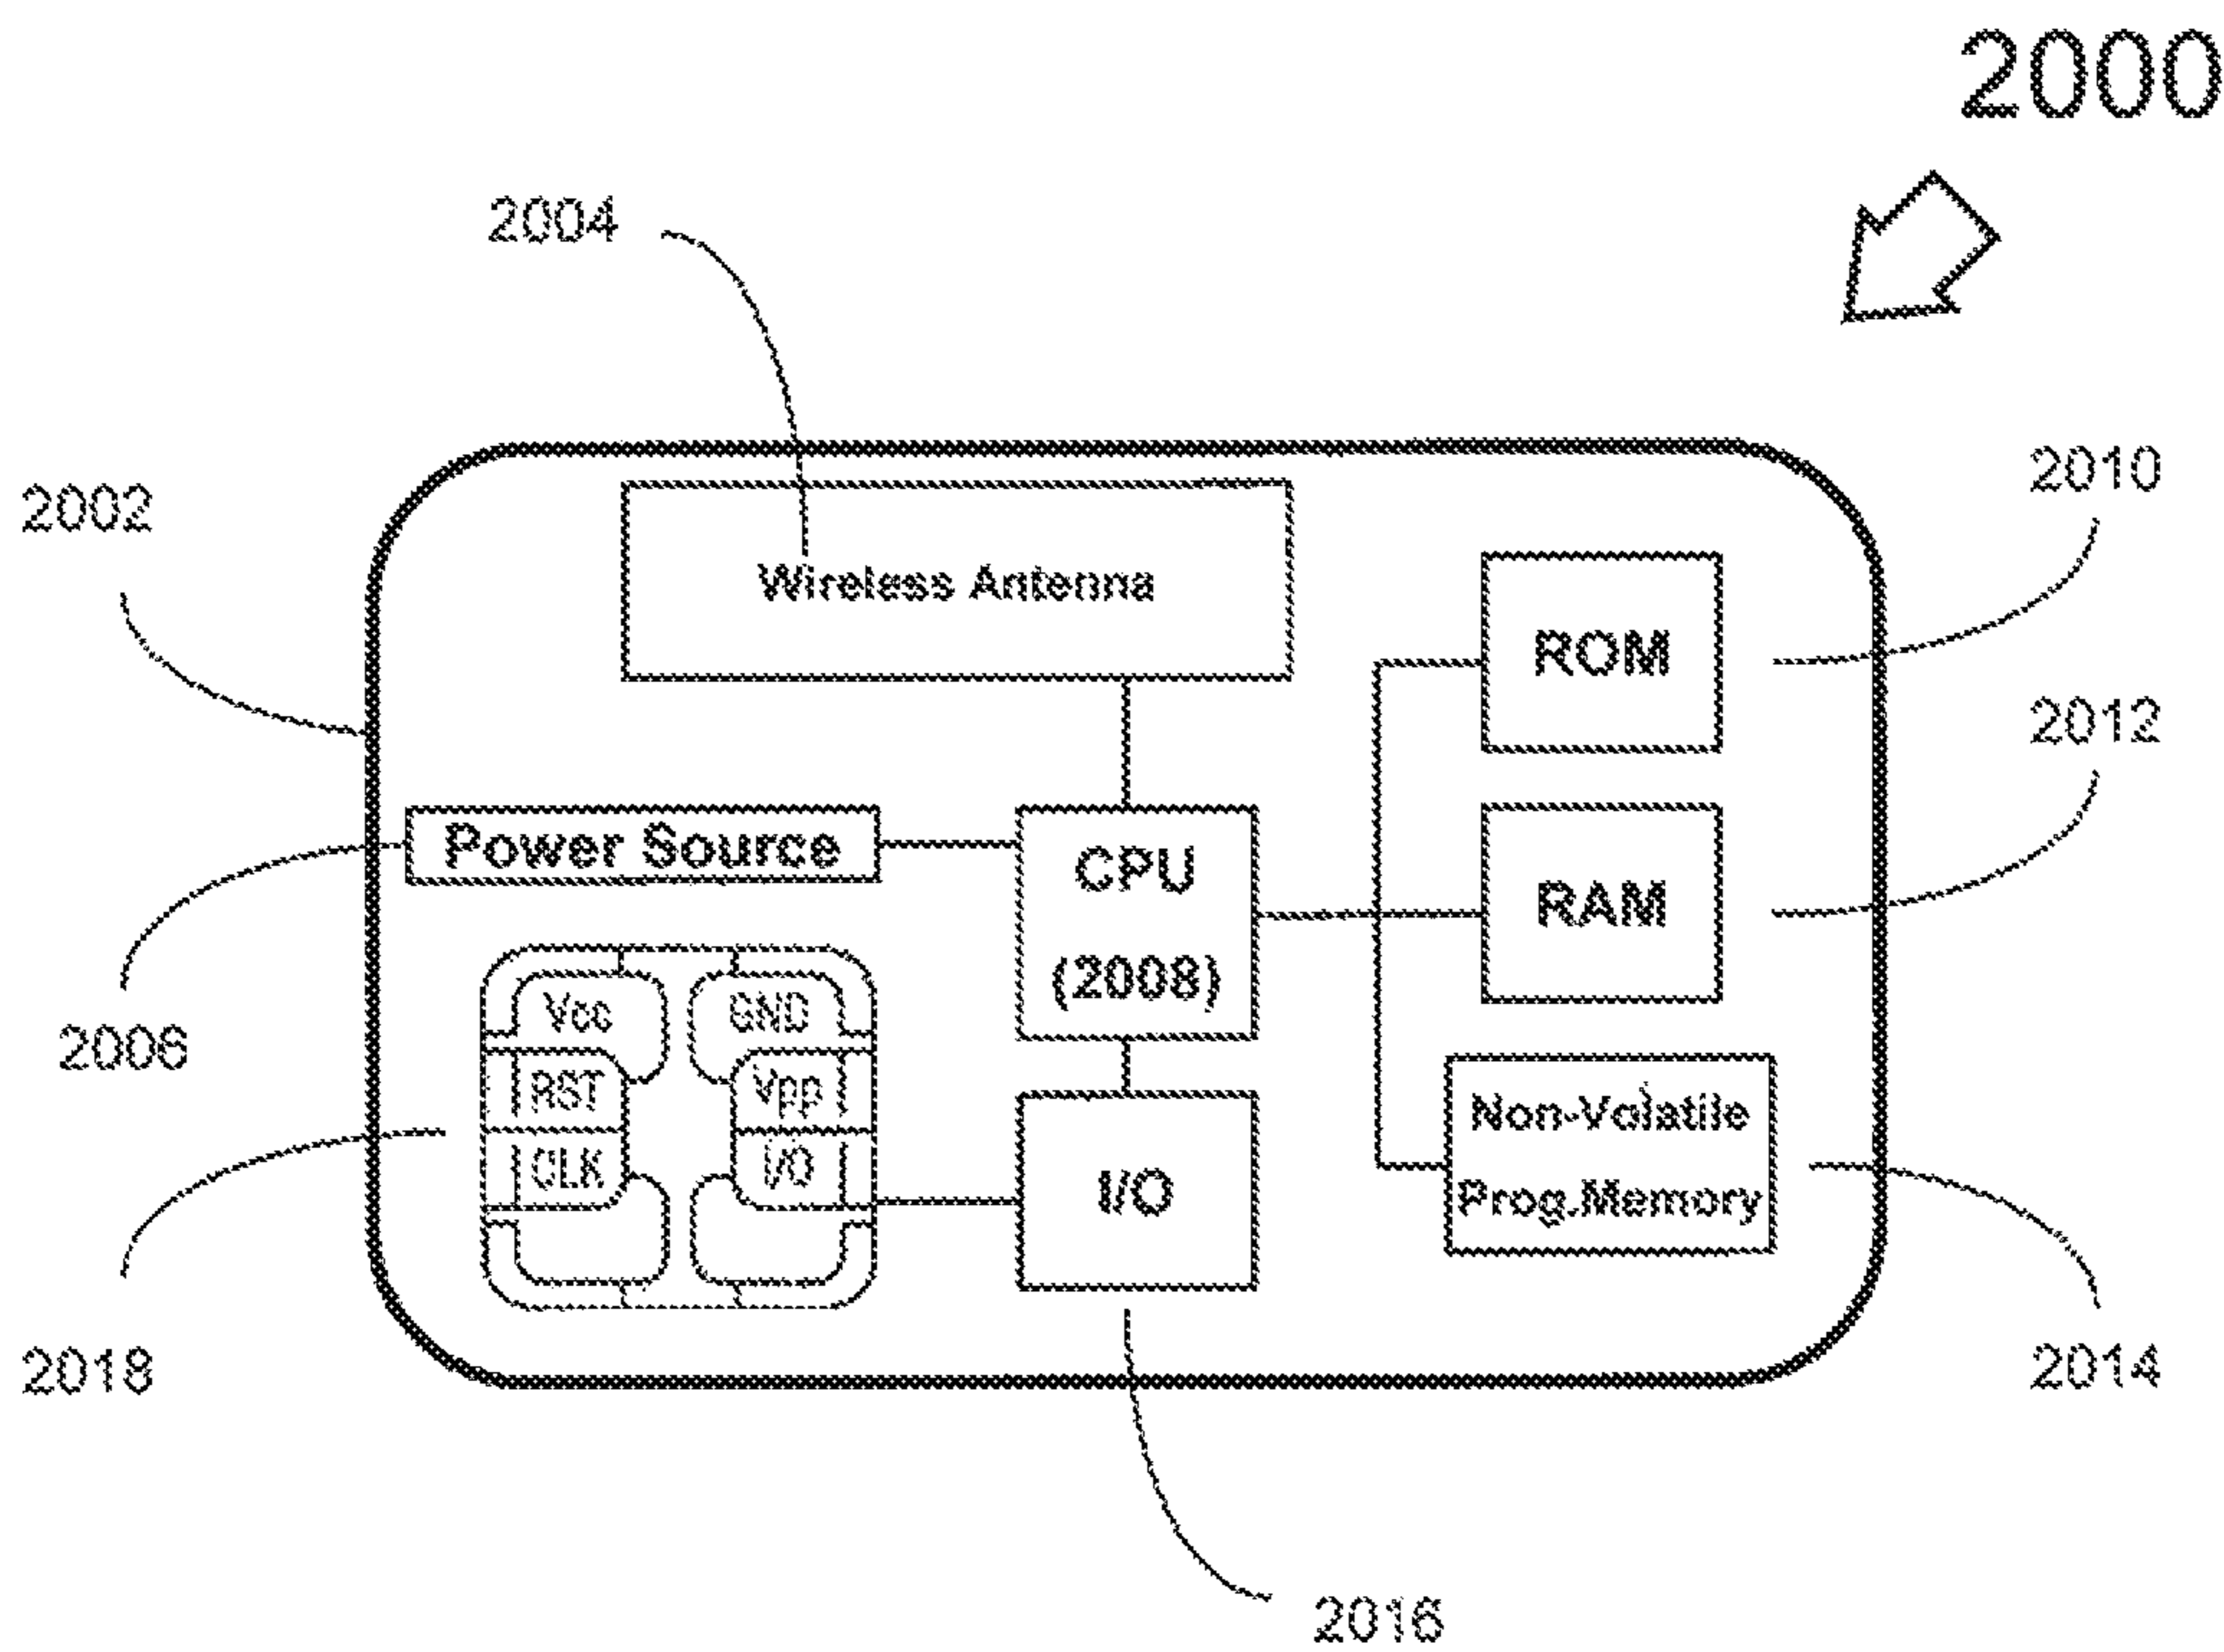 2000
2004
2010
2002
Wireless Antenna
ROM
2012
Power Source
CPU
(2008)
RAM
2006
Vcc
GND
RST
Vpp
CLK
I/O
I/O
Non-Volatile
Prog.Memory
2018
2014
2016